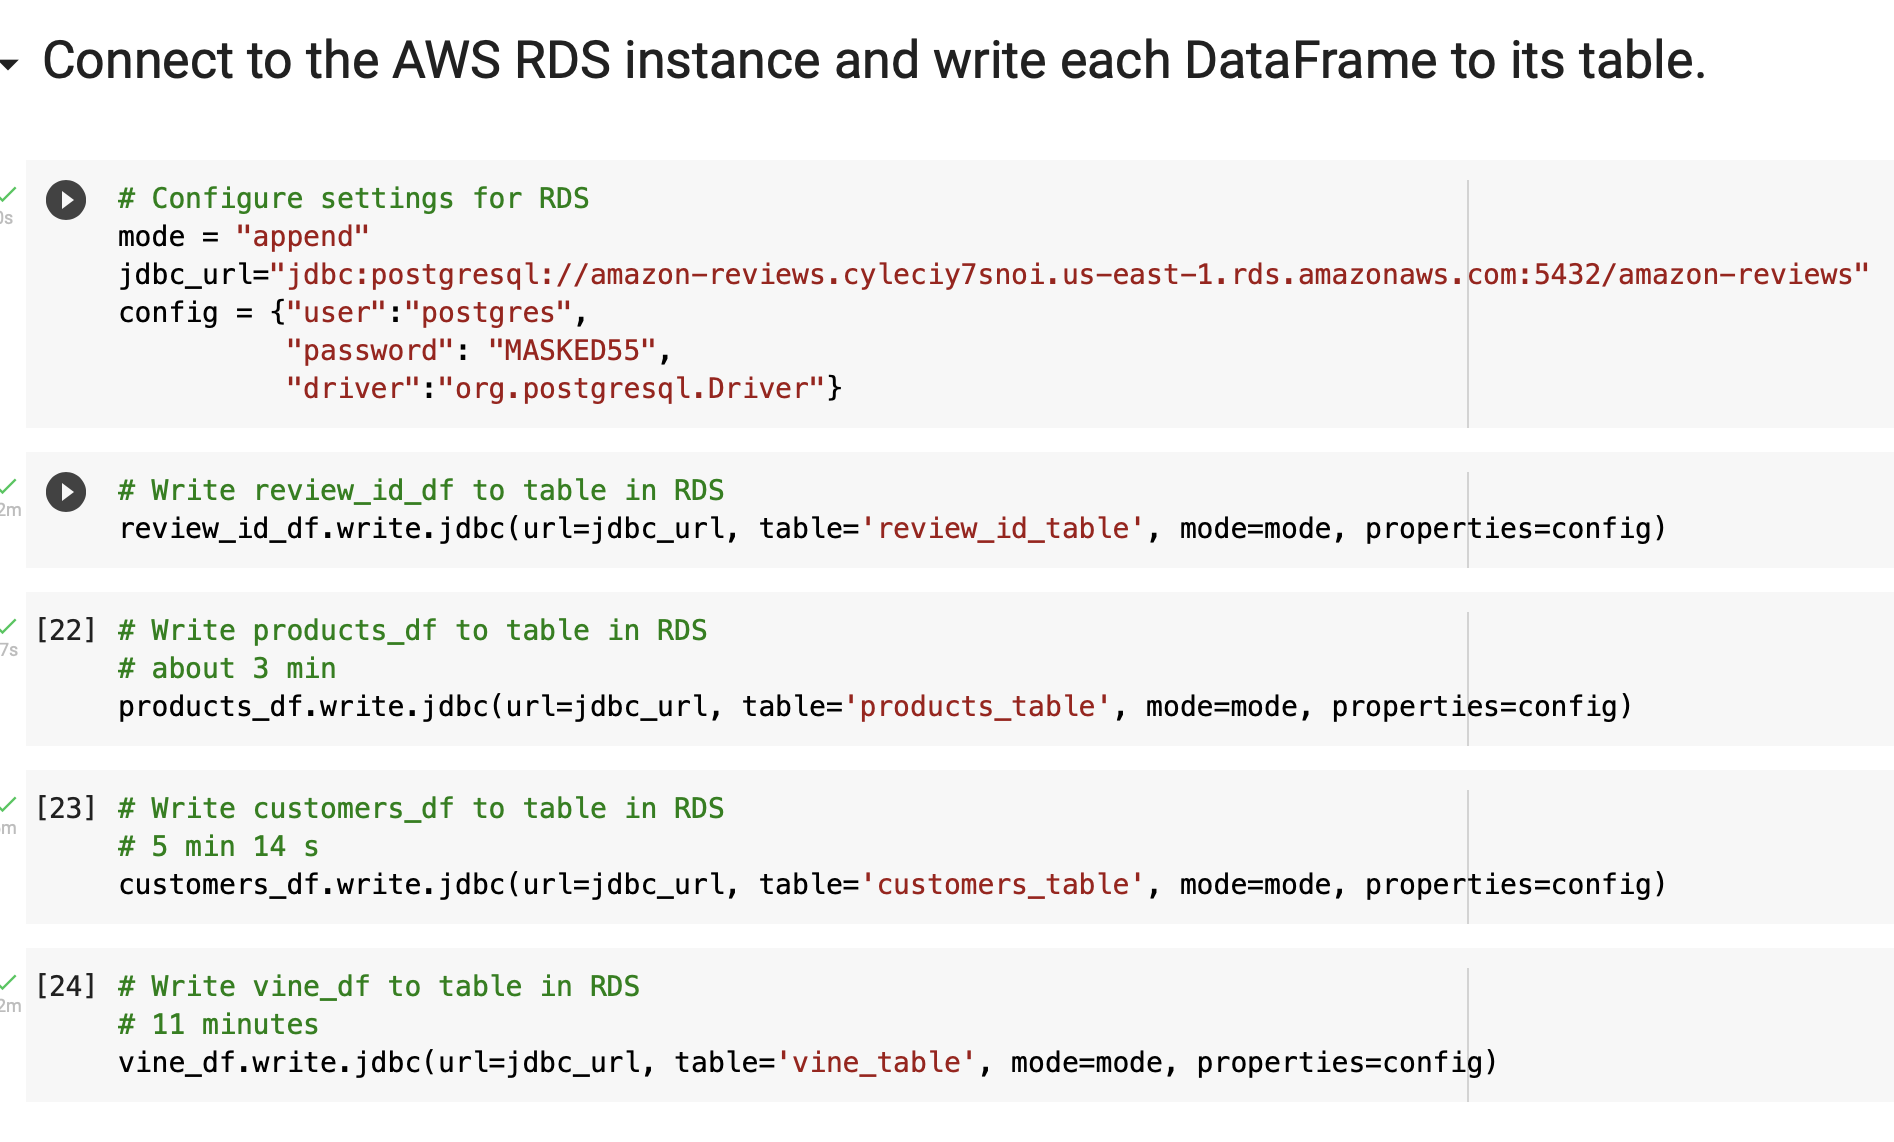 Connect to the AWS RDS instance and write each DataFrame to its table.
# Configure settings for RDS
mode = "append"
jdbc_url="jdbc:postgresql://amazon-reviews.cyleciy7snoi.us-east-1.rds.amazonaws.com:5432/amazon-reviews"
config = {"user":"postgres",
"password": "MASKED55",
"driver":"org.postgresql.Driver"}
# Write review_id_df to table in RDS
review_id_df.write.jdbc(url=jdbc_url, table='review_id_table', mode=mode, properties=config)
[22] # Write products_df to table in RDS
# about 3 min
products_df.write.jdbc(url=jdbc_url, table='products_table', mode=mode, properties=config)
[23] # Write customers_df to table in RDS
# 5 min 14 s
customers_df.write.jdbc(url=jdbc_url, table='customers_table', mode=mode, properties=config)
[24] # Write vine_df to table in RDS
# 11 minutes
vine_df.write.jdbc(url=jdbc_url, table='vine_table', mode=mode, properties=config)